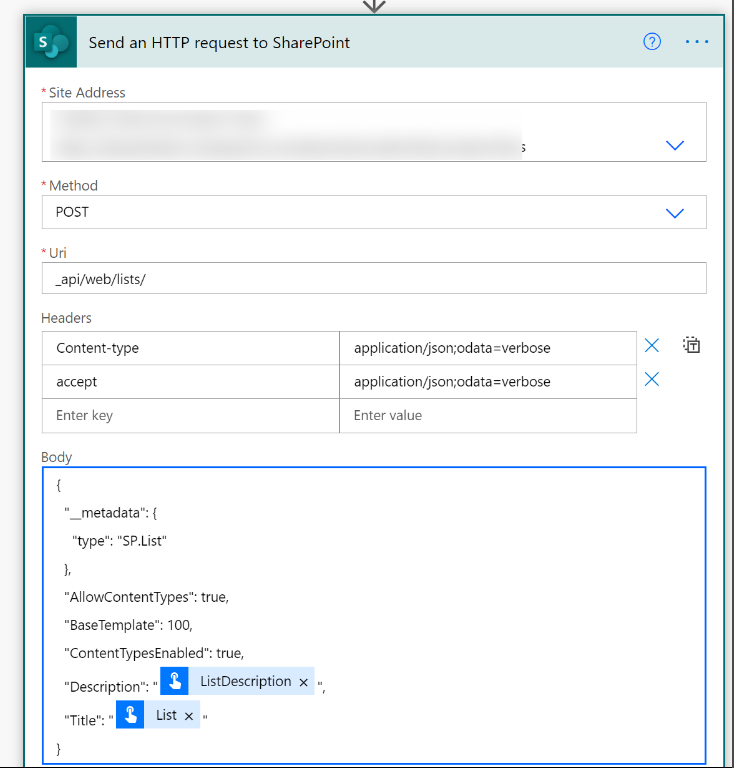 Send an HTTP request to SharePoint
* Site Address
s
* Method
POST
* Uri
_api/web/lists/
Headers
Content-type application/json;odata=verbose
accept application/json;odata=verbose
Enter key Enter value
Body
{
"__metadata": {
"type": "SP.List"
},
"AllowContentTypes": true,
"BaseTemplate": 100,
"ContentTypesEnabled": true,
"Description": " ListDescription × ",
"Title": " List × "
}